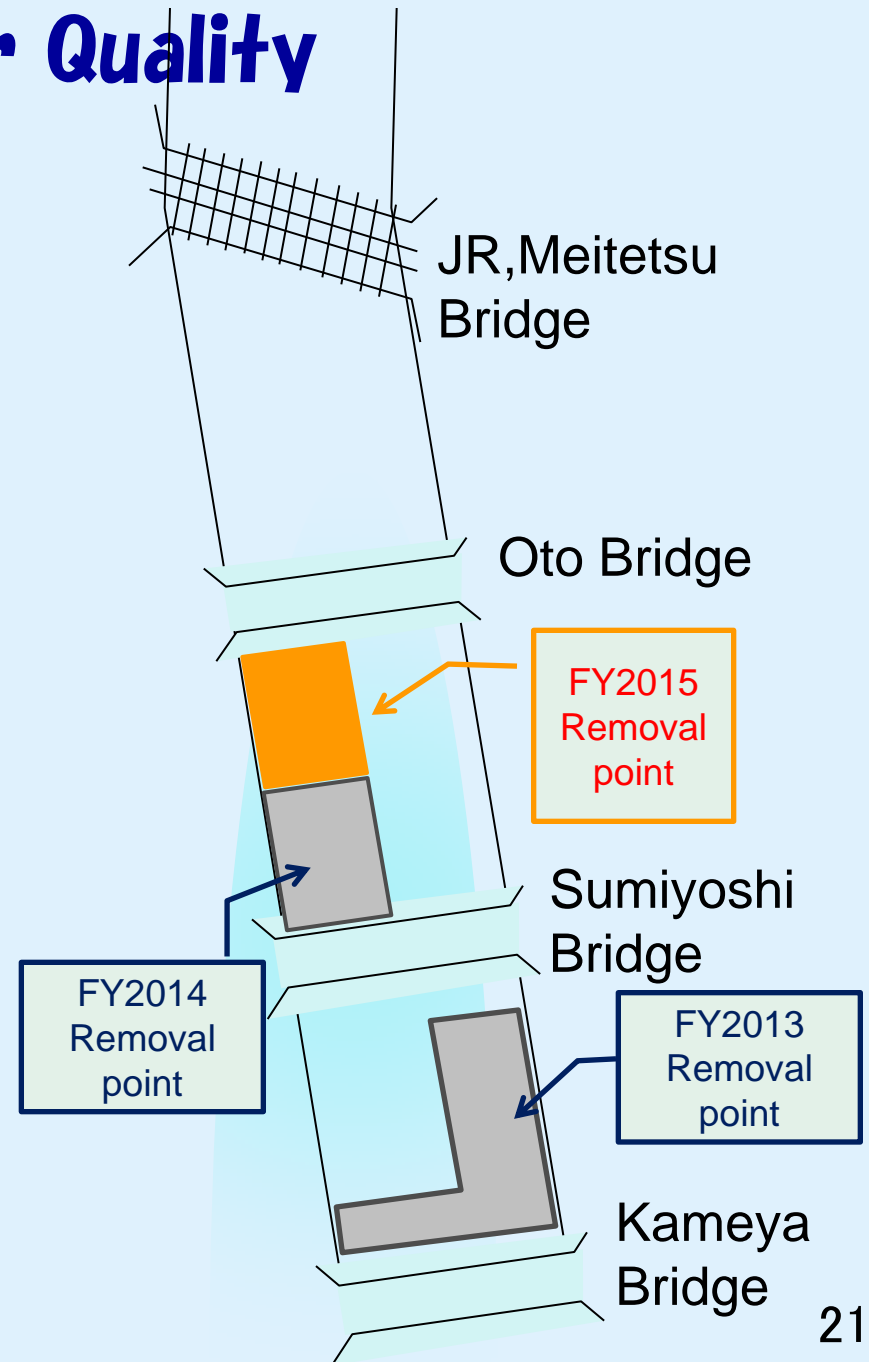 r Quality
JR,Meitetsu
Bridge
Oto Bridge
FY2015
Removal
point
Sumiyoshi
Bridge
FY2014
Removal
point
FY2013
Removal
point
Kameya
Bridge
21